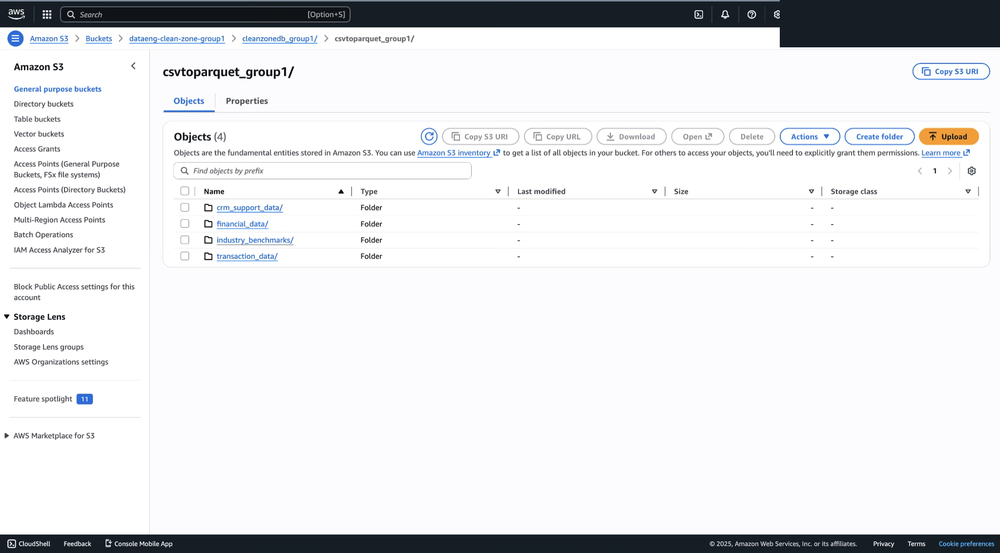 aws
Search [Option+S]
Amazon S3 > Buckets > dataeng-clean-zone-group1 > cleanzonedb_group1/ > csvtoparquet_group1/
Amazon S3
General purpose buckets
Directory buckets
Table buckets
Vector buckets
Access Grants
Access Points (General Purpose
Buckets, FSx file systems)
Access Points (Directory Buckets)
Object Lambda Access Points
Multi-Region Access Points
Batch Operations
IAM Access Analyzer for S3
Block Public Access settings for this
account
Storage Lens
Dashboards
Storage Lens groups
AWS Organizations settings
Feature spotlight 11
AWS Marketplace for S3
csvtoparquet_group1/
Copy S3 URI
Objects Properties
Objects (4)
Copy S3 URI Copy URL Download Open Delete Actions Create folder Upload
Objects are the fundamental entities stored in Amazon S3. You can use Amazon S3 inventory to get a list of all objects in your bucket. For others to access your objects, you'll need to explicitly grant them permissions. Learn more
Find objects by prefix
1
Name Type Last modified Size Storage class
crm_support_data/ Folder - - -
financial_data/ Folder - - -
industry_benchmarks/ Folder - - -
transaction_data/ Folder - - -
CloudShell Feedback Console Mobile App
© 2025, Amazon Web Services, Inc. or its affiliates. Privacy Terms Cookie preferences